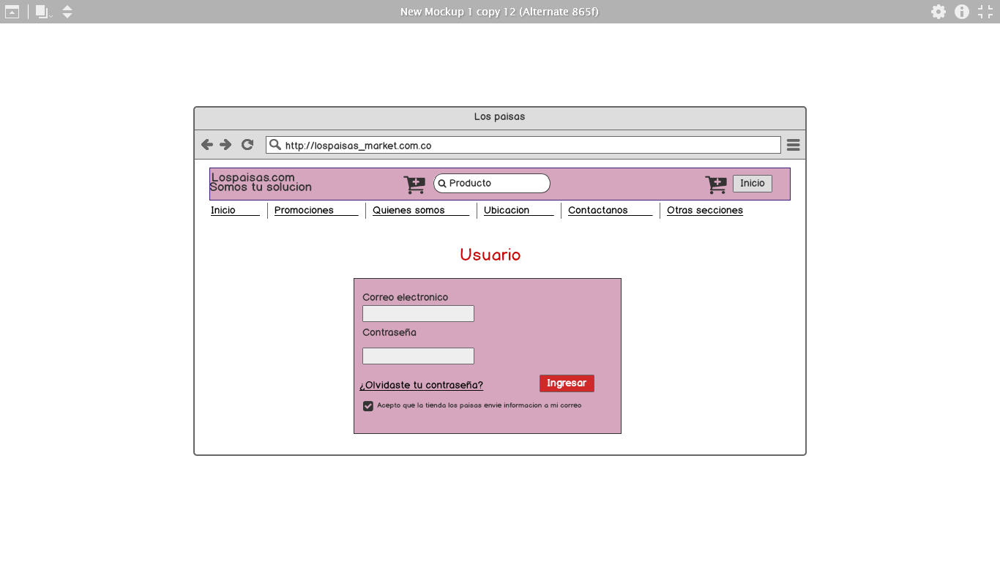 New Mockup 1 copy 12 (Alternate 865f)
Los paisas
http://lospaisas_market.com.co
Lospaisas.com
Somos tu solucion
Producto
Inicio
Inicio Promociones Quienes somos Ubicacion Contactanos Otras secciones
Usuario
Correo electronico
Contraseña
¿Olvidaste tu contraseña?
Ingresar
Acepto que la tienda los paisas envie informacion a mi correo